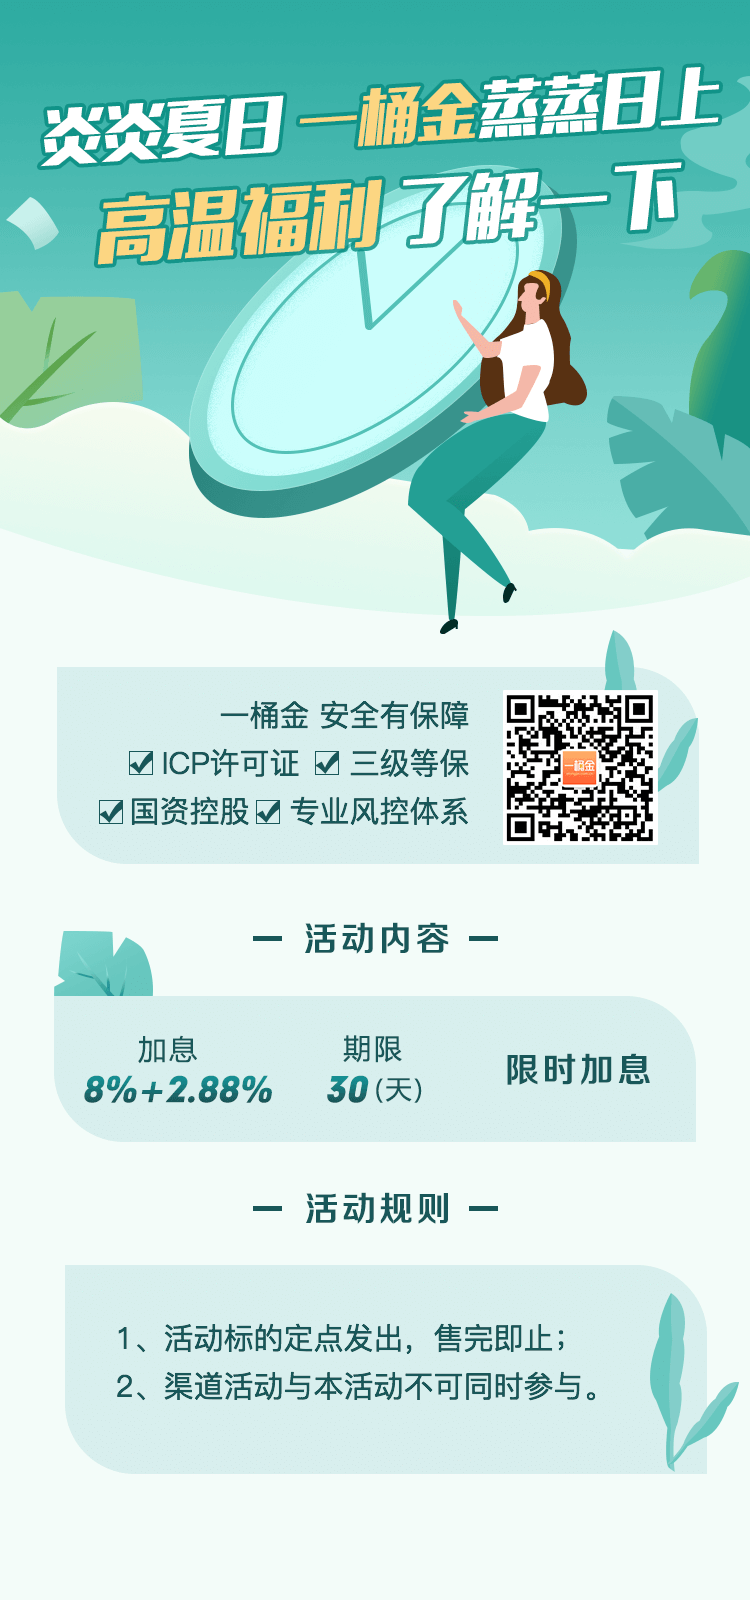 炎炎夏日 一桶金蒸蒸日上
高温福利 了解一下
一桶金 安全有保障
ICP许可证 三级等保
国资控股 专业风控体系
一桶金
活动内容
加息 期限
8%+2.88% 30(天) 限时加息
活动规则
1、活动标的定点发出，售完即止；
2、渠道活动与本活动不可同时参与。